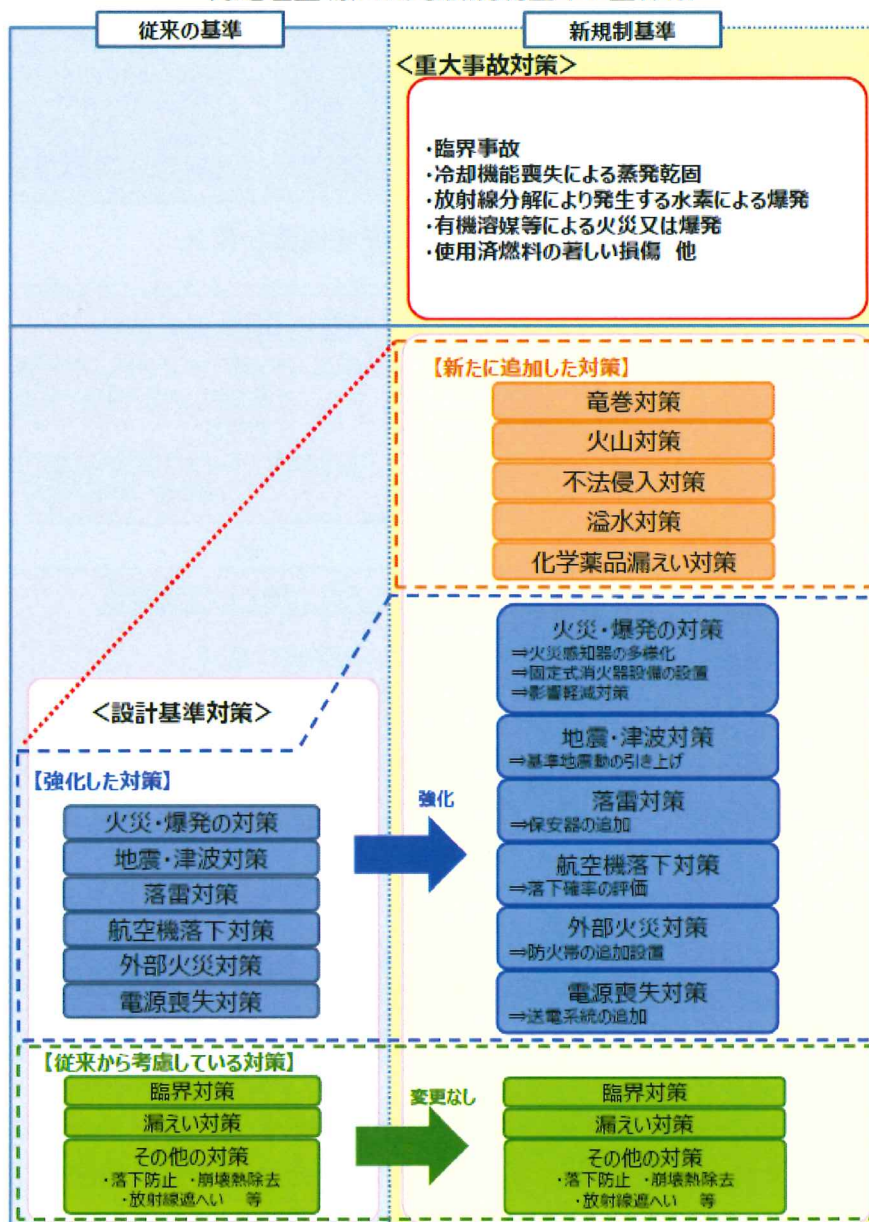 従来の基準
新規制基準
<重大事故対策>
・臨界事故
・冷却機能喪失による蒸発乾固
・放射線分解により発生する水素による爆発
・有機溶媒等による火災又は爆発
・使用済燃料の著しい損傷 他
【新たに追加した対策】
竜巻対策
火山対策
不法侵入対策
溢水対策
化学薬品漏えい対策
<設計基準対策>
【強化した対策】
火災・爆発の対策
地震・津波対策
落雷対策
航空機落下対策
外部火災対策
電源喪失対策
強化
火災・爆発の対策
⇒火災感知器の多様化
⇒固定式消火器設備の設置
⇒影響軽減対策
地震・津波対策
⇒基準地震動の引き上げ
落雷対策
⇒保安器の追加
航空機落下対策
⇒落下確率の評価
外部火災対策
⇒防火帯の追加設置
電源喪失対策
⇒送電系統の追加
【従来から考慮している対策】
臨界対策
漏えい対策
その他の対策
・落下防止 ・崩壊熱除去
・放射線遮へい 等
変更なし
臨界対策
漏えい対策
その他の対策
・落下防止 ・崩壊熱除去
・放射線遮へい 等